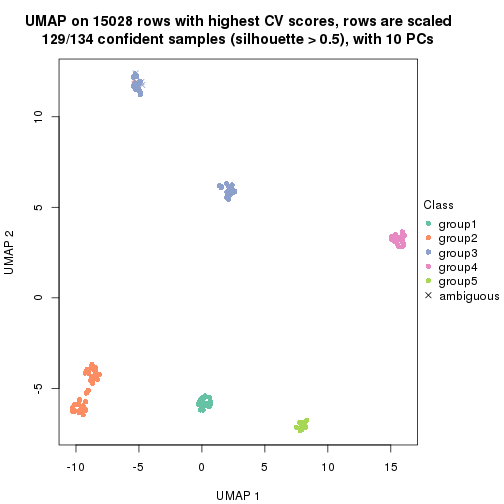 UMAP on 15028 rows with highest CV scores, rows are scaled
129/134 confident samples (silhouette > 0.5), with 10 PCs
10
5
0
-5
UMAP 2
-10
-5
0
5
10
15
UMAP 1
Class
group1
group2
group3
group4
group5
ambiguous